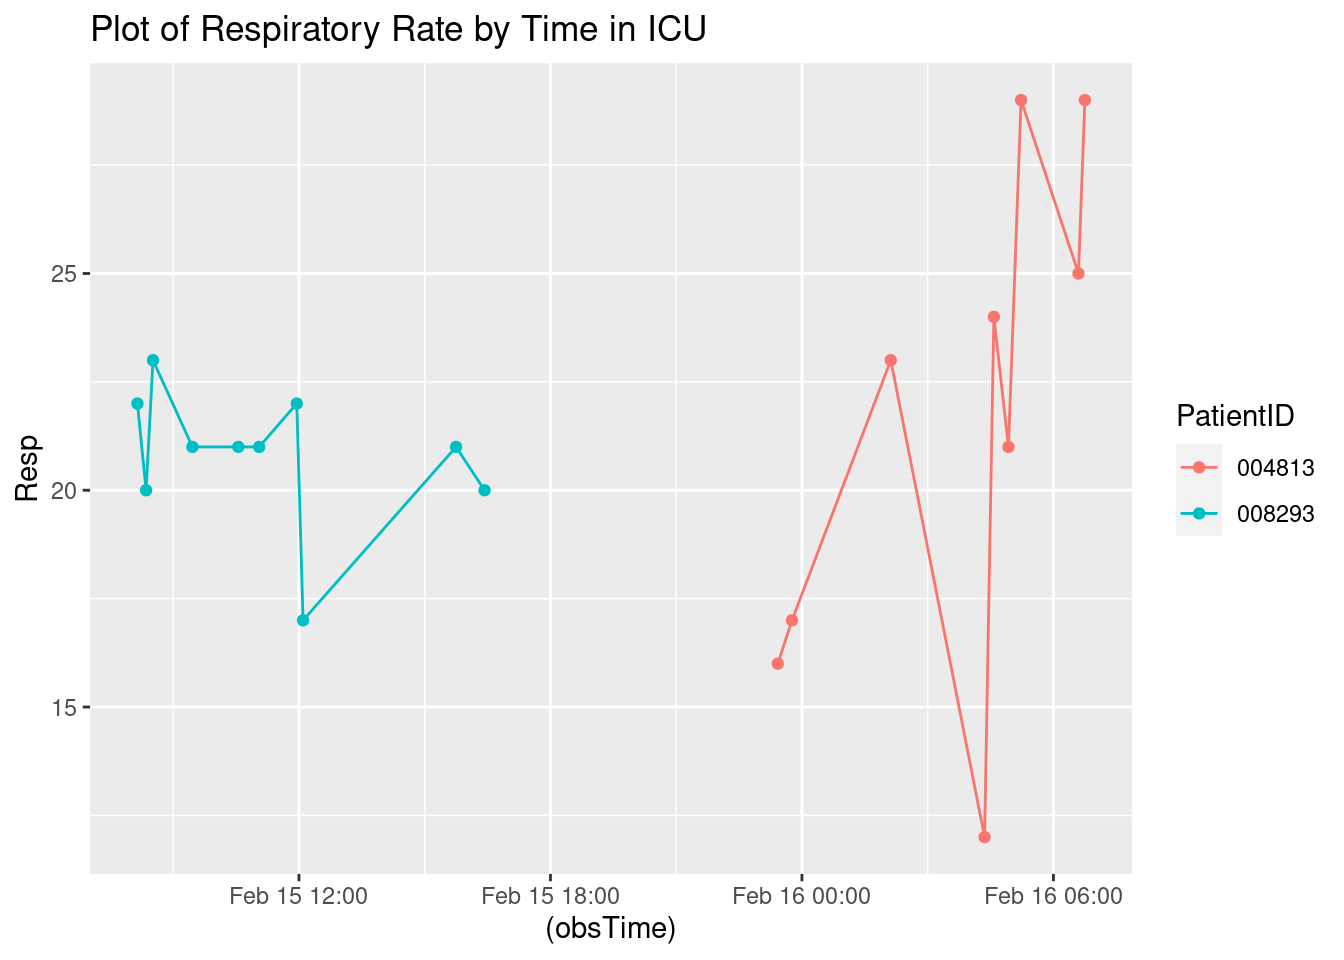 Plot of Respiratory Rate by Time in ICU
Resp
25
20
15
Feb 15 12:00
Feb 15 18:00
Feb 16 00:00
Feb 16 06:00
(obsTime)
PatientID
004813
008293